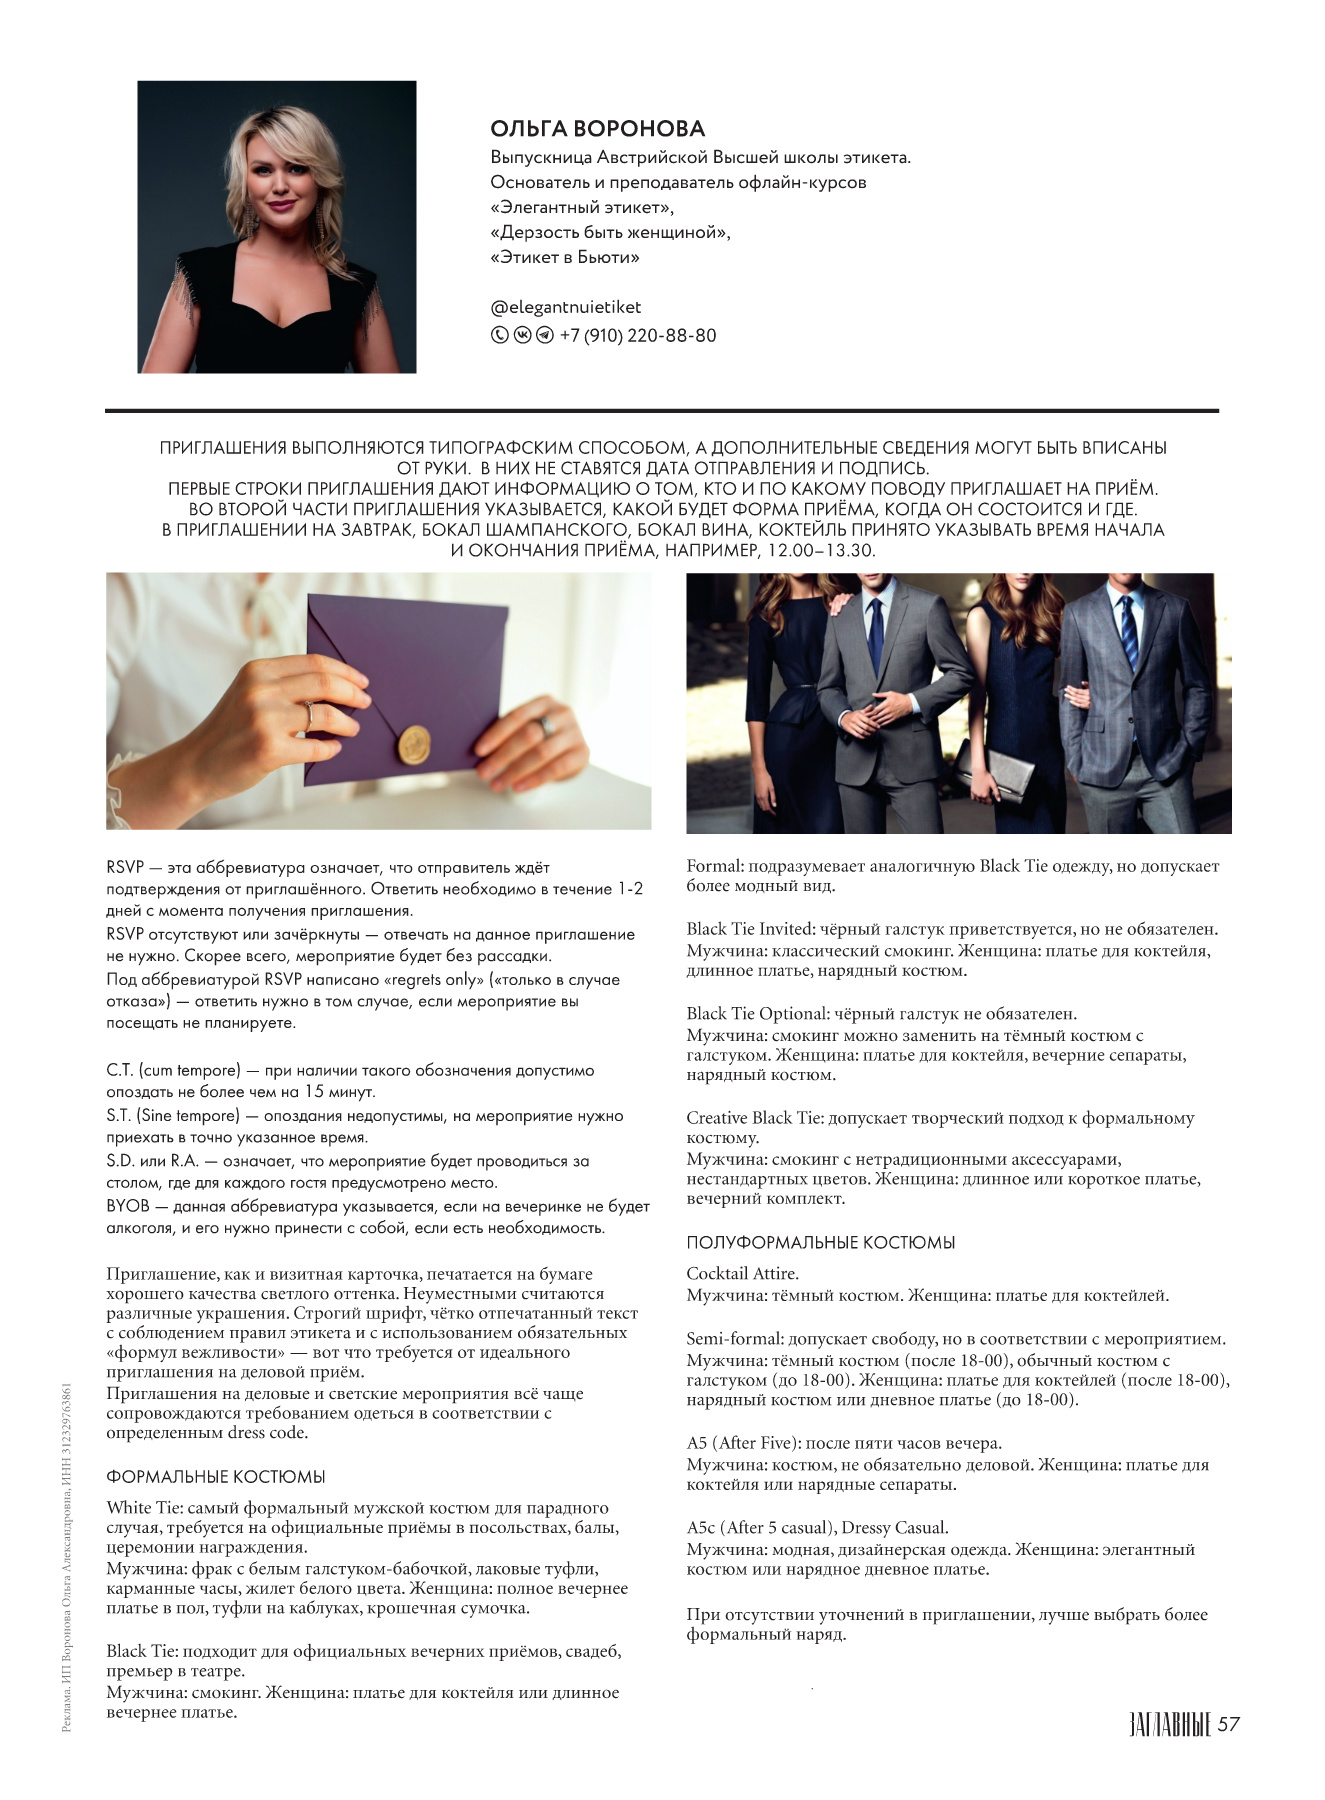 ОЛЬГА ВОРОНОВА
Выпускница Австрийской Высшей школы этикета.
Основатель и преподаватель офлайн-курсов
«Элегантный этикет»,
«Дерзость быть женщиной»,
«Этикет в Бьюти»
@elegantnuietiket
+7 (910) 220-88-80
ПРИГЛАШЕНИЯ ВЫПОЛНЯЮТСЯ ТИПОГРАФСКИМ СПОСОБОМ, А ДОПОЛНИТЕЛЬНЫЕ СВЕДЕНИЯ МОГУТ БЫТЬ ВПИСАНЫ
ОТ РУКИ. В НИХ НЕ СТАВЯТСЯ ДАТА ОТПРАВЛЕНИЯ И ПОДПИСЬ.
ПЕРВЫЕ СТРОКИ ПРИГЛАШЕНИЯ ДАЮТ ИНФОРМАЦИЮ О ТОМ, КТО И ПО КАКОМУ ПОВОДУ ПРИГЛАШАЕТ НА ПРИЁМ.
ВО ВТОРОЙ ЧАСТИ ПРИГЛАШЕНИЯ УКАЗЫВАЕТСЯ, КАКОЙ БУДЕТ ФОРМА ПРИЁМА, КОГДА ОН СОСТОИТСЯ И ГДЕ.
В ПРИГЛАШЕНИИ НА ЗАВТРАК, БОКАЛ ШАМПАНСКОГО, БОКАЛ ВИНА, КОКТЕЙЛЬ ПРИНЯТО УКАЗЫВАТЬ ВРЕМЯ НАЧАЛА
И ОКОНЧАНИЯ ПРИЁМА, НАПРИМЕР, 12.00–13.30.
RSVP — эта аббревиатура означает, что отправитель ждёт
подтверждения от приглашённого. Ответить необходимо в течение 1-2
дней с момента получения приглашения.
RSVP отсутствуют или зачёркнуты — отвечать на данное приглашение
не нужно. Скорее всего, мероприятие будет без рассадки.
Под аббревиатурой RSVP написано «regrets only» («только в случае
отказа») — ответить нужно в том случае, если мероприятие вы
посещать не планируете.
C.T. (cum tempore) — при наличии такого обозначения допустимо
опоздать не более чем на 15 минут.
S.T. (Sine tempore) — опоздания недопустимы, на мероприятие нужно
приехать в точно указанное время.
S.D. или R.A. — означает, что мероприятие будет проводиться за
столом, где для каждого гостя предусмотрено место.
BYOB — данная аббревиатура указывается, если на вечеринке не будет
алкоголя, и его нужно принести с собой, если есть необходимость.
Приглашение, как и визитная карточка, печатается на бумаге
хорошего качества светлого оттенка. Неуместными считаются
различные украшения. Строгий шрифт, чётко отпечатанный текст
с соблюдением правил этикета и с использованием обязательных
«формул вежливости» — вот что требуется от идеального
приглашения на деловой приём.
Приглашения на деловые и светские мероприятия всё чаще
сопровождаются требованием одеться в соответствии с
определенным dress code.
ФОРМАЛЬНЫЕ КОСТЮМЫ
White Tie: самый формальный мужской костюм для парадного
случая, требуется на официальные приёмы в посольствах, балы,
церемонии награждения.
Мужчина: фрак с белым галстуком-бабочкой, лаковые туфли,
карманные часы, жилет белого цвета. Женщина: полное вечернее
платье в пол, туфли на каблуках, крошечная сумочка.
Black Tie: подходит для официальных вечерних приёмов, свадеб,
премьер в театре.
Мужчина: смокинг. Женщина: платье для коктейля или длинное
вечернее платье.
Formal: подразумевает аналогичную Black Tie одежду, но допускает
более модный вид.
Black Tie Invited: чёрный галстук приветствуется, но не обязателен.
Мужчина: классический смокинг. Женщина: платье для коктейля,
длинное платье, нарядный костюм.
Black Tie Optional: чёрный галстук не обязателен.
Мужчина: смокинг можно заменить на тёмный костюм с
галстуком. Женщина: платье для коктейля, вечерние сепараты,
нарядный костюм.
Creative Black Tie: допускает творческий подход к формальному
костюму.
Мужчина: смокинг с нетрадиционными аксессуарами,
нестандартных цветов. Женщина: длинное или короткое платье,
вечерний комплект.
ПОЛУФОРМАЛЬНЫЕ КОСТЮМЫ
Cocktail Attire.
Мужчина: тёмный костюм. Женщина: платье для коктейлей.
Semi-formal: допускает свободу, но в соответствии с мероприятием.
Мужчина: тёмный костюм (после 18-00), обычный костюм с
галстуком (до 18-00). Женщина: платье для коктейлей (после 18-00),
нарядный костюм или дневное платье (до 18-00).
A5 (After Five): после пяти часов вечера.
Мужчина: костюм, не обязательно деловой. Женщина: платье для
коктейля или нарядные сепараты.
A5c (After 5 casual), Dressy Casual.
Мужчина: модная, дизайнерская одежда. Женщина: элегантный
костюм или нарядное дневное платье.
При отсутствии уточнений в приглашении, лучше выбрать более
формальный наряд.
Реклама. ИП Воронова Ольга Александровна, ИНН 312329763861
ЗАГЛАВНЫЕ 57